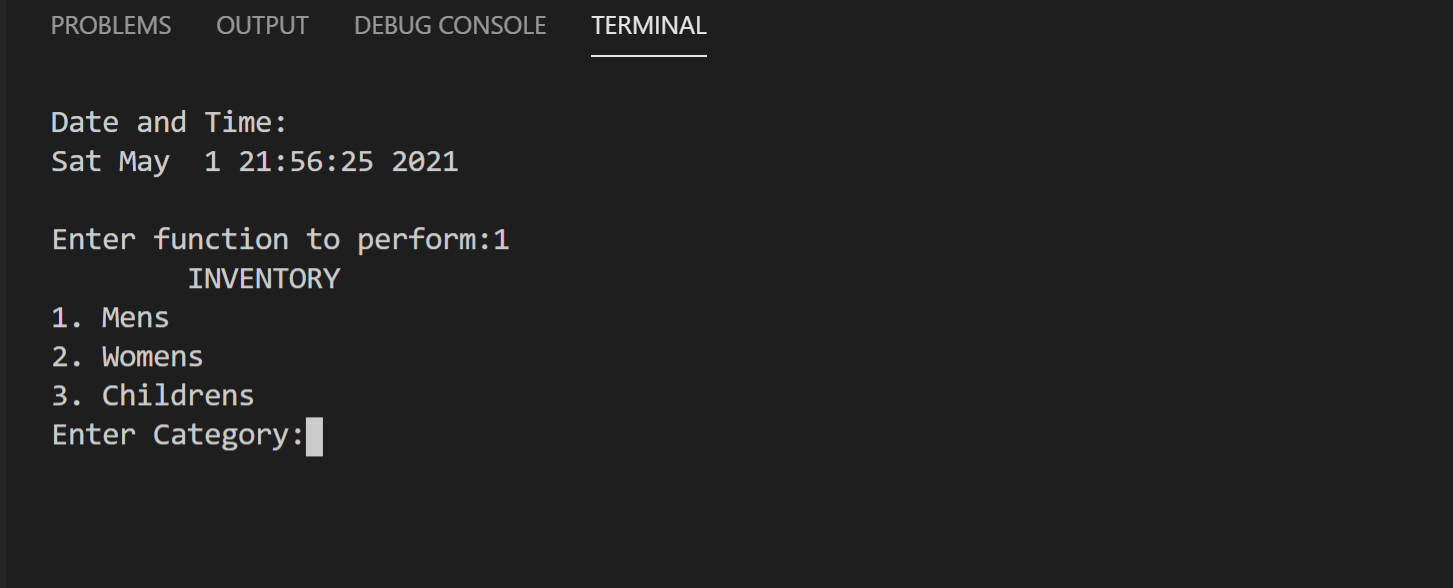 PROBLEMS OUTPUT DEBUG CONSOLE TERMINAL
Date and Time:
Sat May  1 21:56:25 2021
Enter function to perform:1
        INVENTORY
1. Mens
2. Womens
3. Childrens
Enter Category: